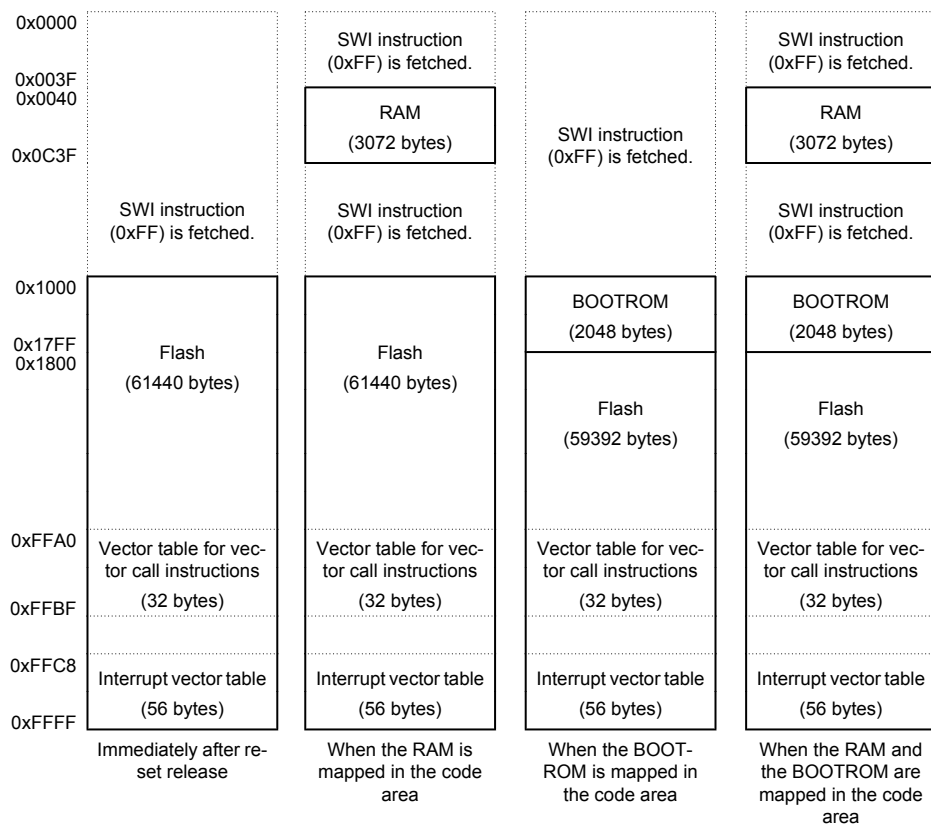 0x0000
0x003F
0x0040
0x0C3F
0x1000
0x17FF
0x1800
0xFFA0
0xFFBF
0xFFC8
0xFFFF
SWI instruction
(0xFF) is fetched.
Flash
(61440 bytes)
Vector table for vec-
tor call instructions
(32 bytes)
Interrupt vector table
(56 bytes)
Immediately after re-
set release
SWI instruction
(0xFF) is fetched.
RAM
(3072 bytes)
SWI instruction
(0xFF) is fetched.
Flash
(61440 bytes)
Vector table for vec-
tor call instructions
(32 bytes)
Interrupt vector table
(56 bytes)
When the RAM is
mapped in the code
area
SWI instruction
(0xFF) is fetched.
BOOTROM
(2048 bytes)
Flash
(59392 bytes)
Vector table for vec-
tor call instructions
(32 bytes)
Interrupt vector table
(56 bytes)
When the BOOT-
ROM is mapped in
the code area
SWI instruction
(0xFF) is fetched.
RAM
(3072 bytes)
SWI instruction
(0xFF) is fetched.
BOOTROM
(2048 bytes)
Flash
(59392 bytes)
Vector table for vec-
tor call instructions
(32 bytes)
Interrupt vector table
(56 bytes)
When the RAM and
the BOOTROM are
mapped in the code
area